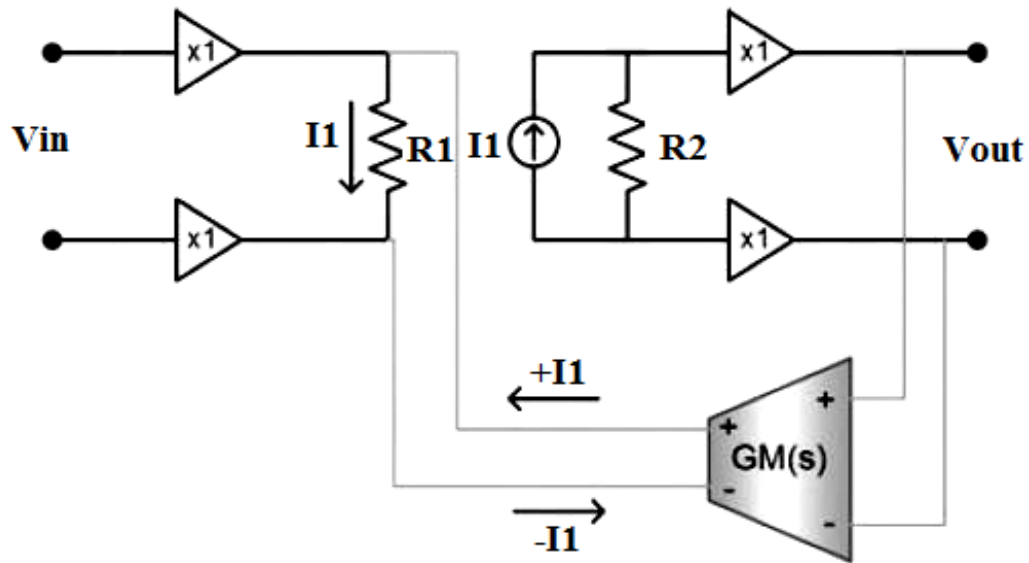 x1
x1
Vin
I1
R1
I1
R2
Vout
x1
x1
+I1
+
+
GM(s)
-
-
-I1